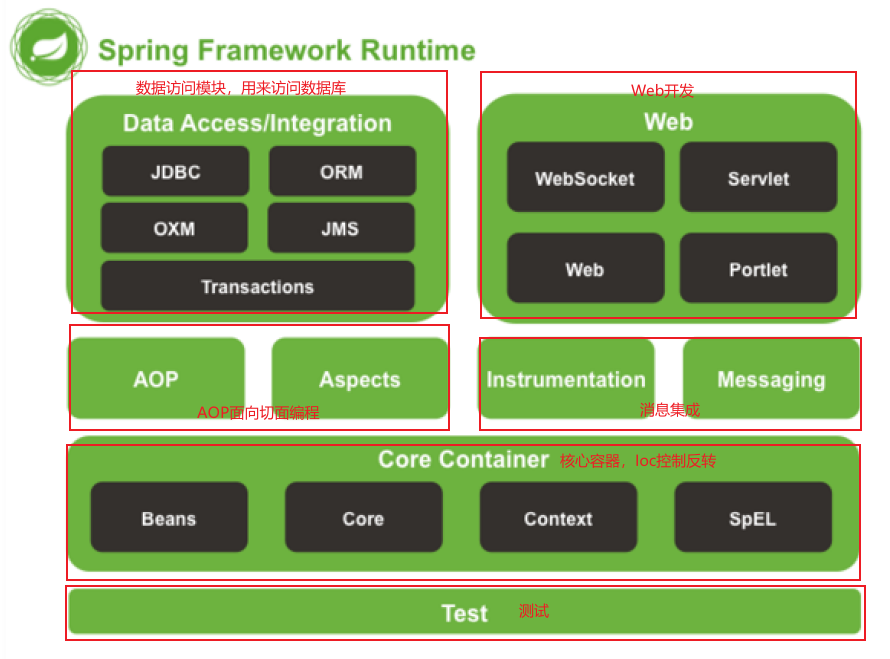 Spring Framework Runtime
数据访问模块，用来访问数据库
Data Access/Integration
JDBC
ORM
OXM
JMS
Transactions
Web开发
Web
WebSocket
Servlet
Web
Portlet
AOP
Aspects
AOP面向切面编程
Instrumentation
Messaging
消息集成
Core Container
核心容器，Ioc控制反转
Beans
Core
Context
SpEL
Test
测试